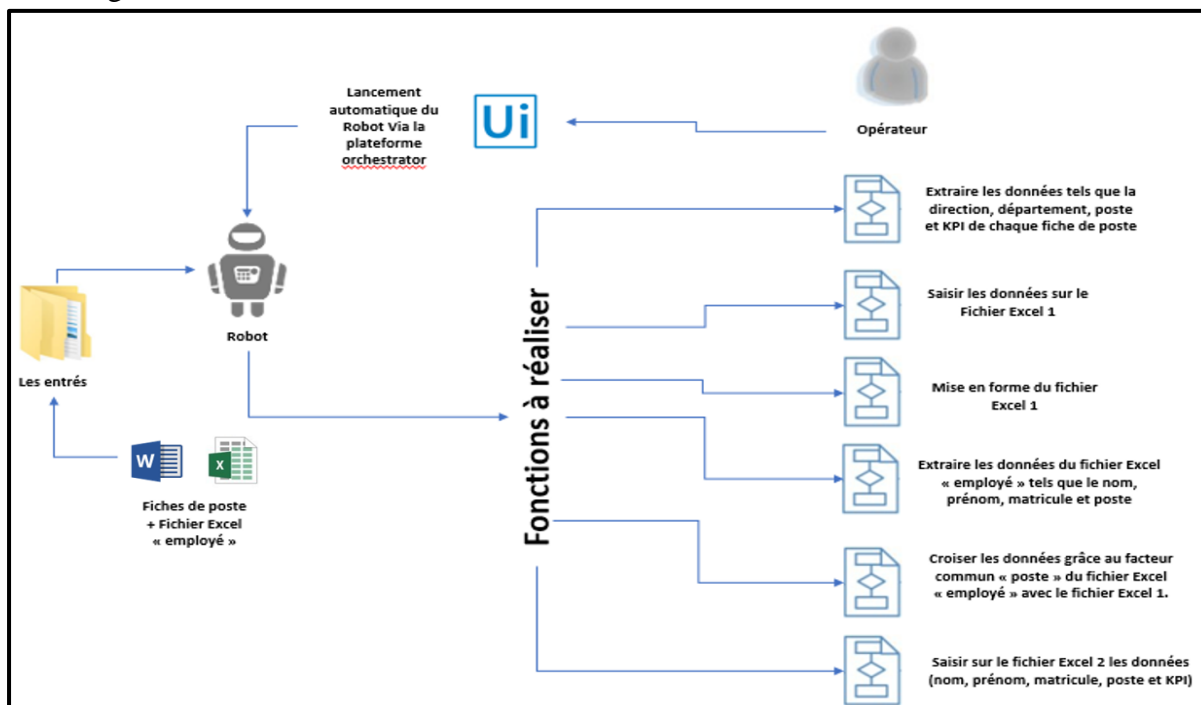 Lancement
automatique du
Robot Via la
plateforme
orchestrator
Ui
Opérateur
Robot
Les entrés
W
X
Fiches de poste
+ Fichier Excel
« employé »
Fonctions à réaliser
Extraire les données tels que la
direction, département, poste
et KPI de chaque fiche de poste
Saisir les données sur le
Fichier Excel 1
Mise en forme du fichier
Excel 1
Extraire les données du fichier Excel
« employé » tels que le nom,
prénom, matricule et poste
Croiser les données grâce au facteur
commun « poste » du fichier Excel
« employé » avec le fichier Excel 1.
Saisir sur le fichier Excel 2 les données
(nom, prénom, matricule, poste et KPI)